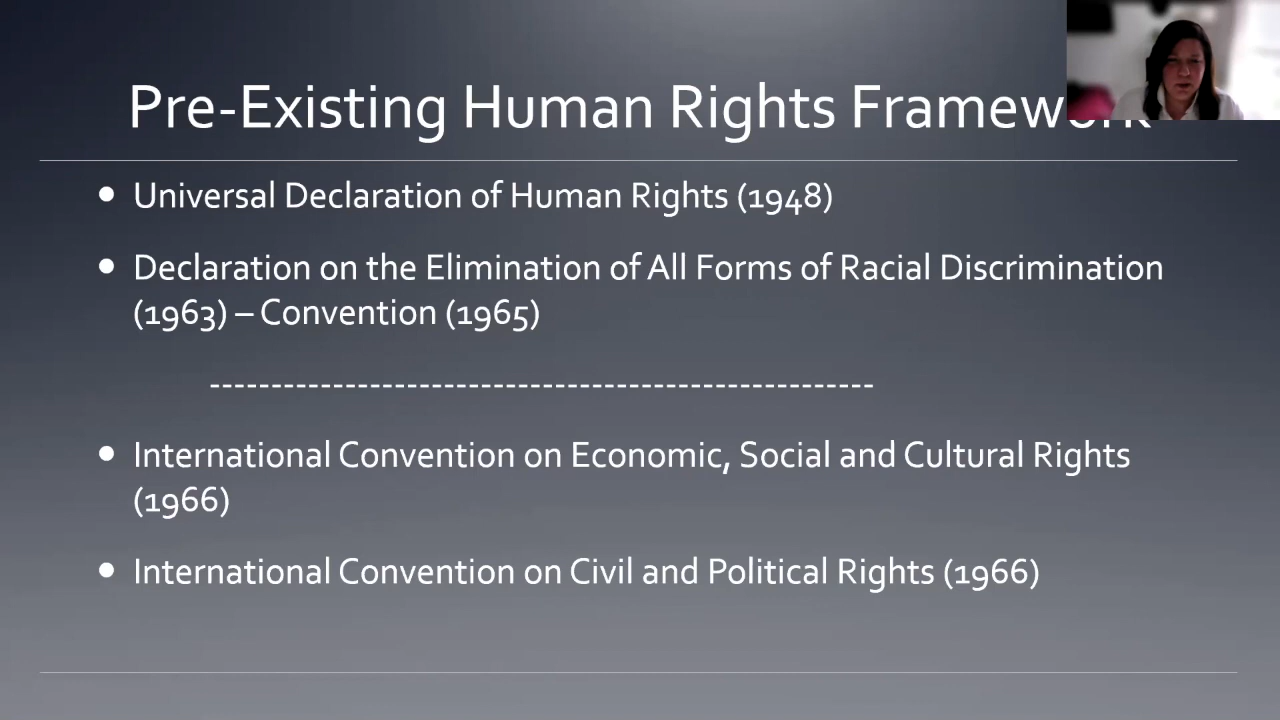 Pre-Existing Human Rights Framework
Universal Declaration of Human Rights (1948)
Declaration on the Elimination of All Forms of Racial Discrimination
(1963) – Convention (1965)
------------------------------------------------------
International Convention on Economic, Social and Cultural Rights
(1966)
International Convention on Civil and Political Rights (1966)